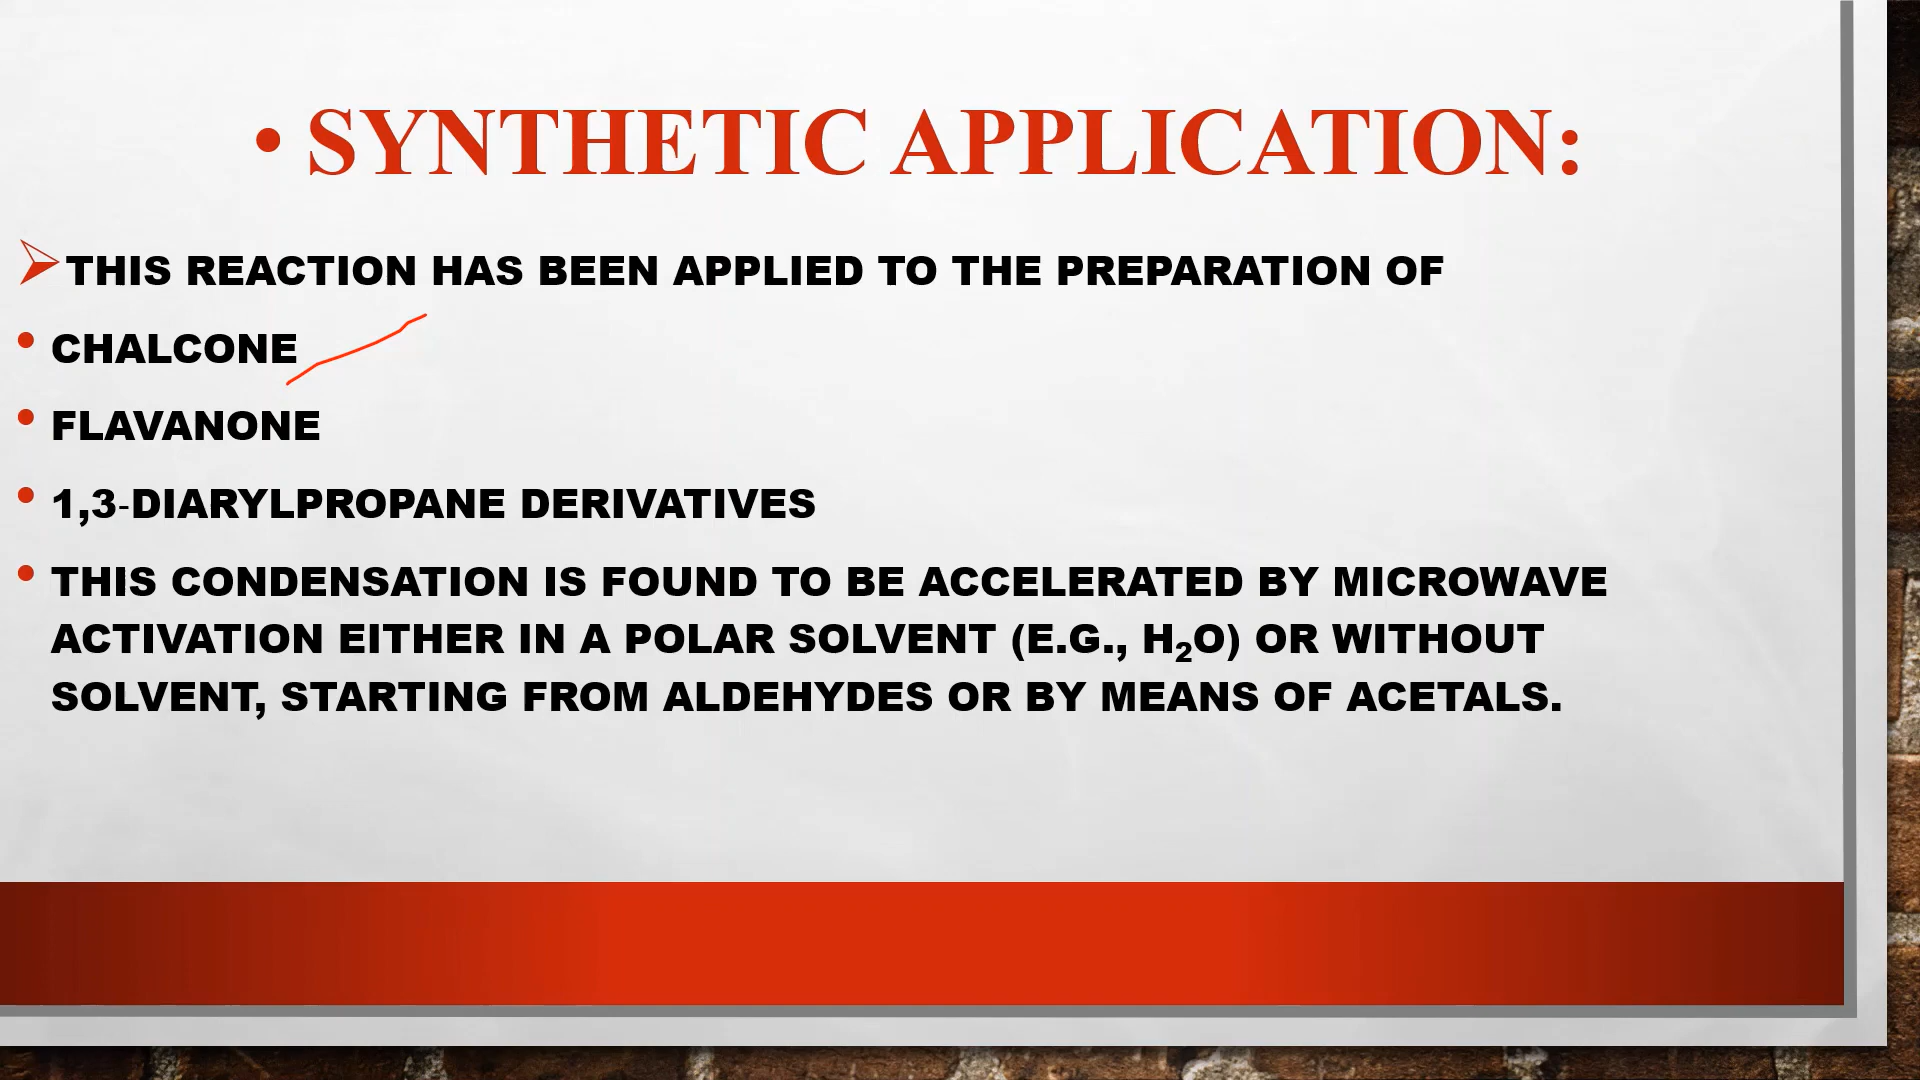 • SYNTHETIC APPLICATION:
➢THIS REACTION HAS BEEN APPLIED TO THE PREPARATION OF
• CHALCONE
• FLAVANONE
• 1,3-DIARYLPROPANE DERIVATIVES
• THIS CONDENSATION IS FOUND TO BE ACCELERATED BY MICROWAVE
ACTIVATION EITHER IN A POLAR SOLVENT (E.G., H₂O) OR WITHOUT
SOLVENT, STARTING FROM ALDEHYDES OR BY MEANS OF ACETALS.